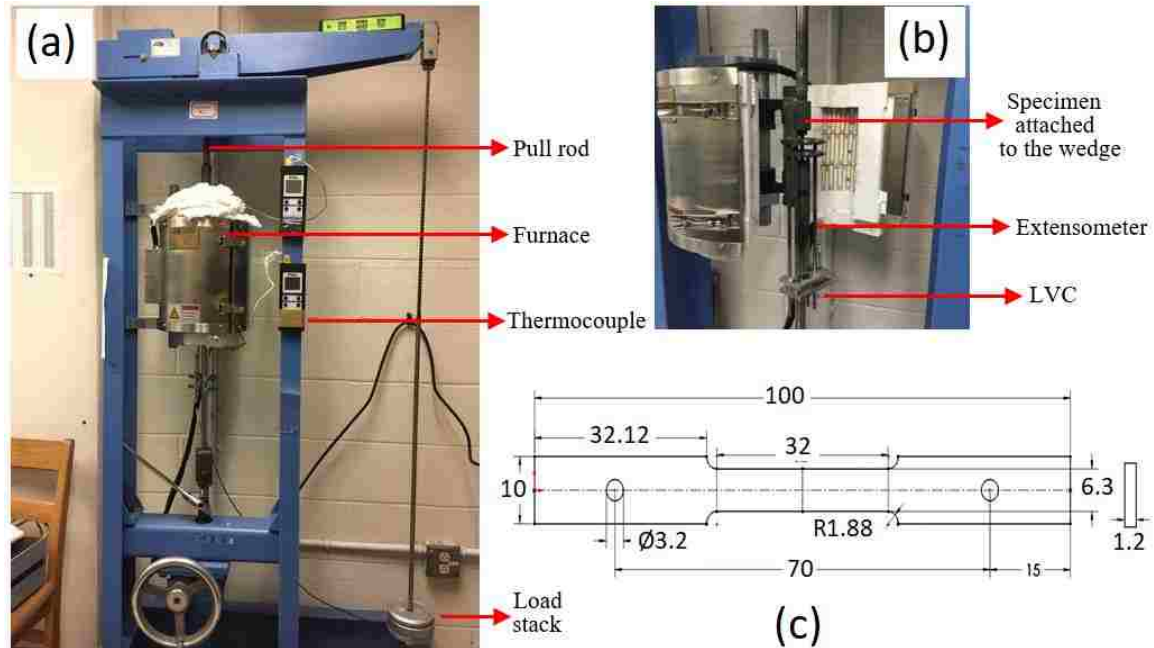 (a)
Pull rod
Furnace
Thermocouple
Load
stack
(b)
Specimen
attached
to the wedge
Extensometer
LVC
100
32.12
32
10
6.3
Ø3.2
R1.88
1.2
70
15
(c)